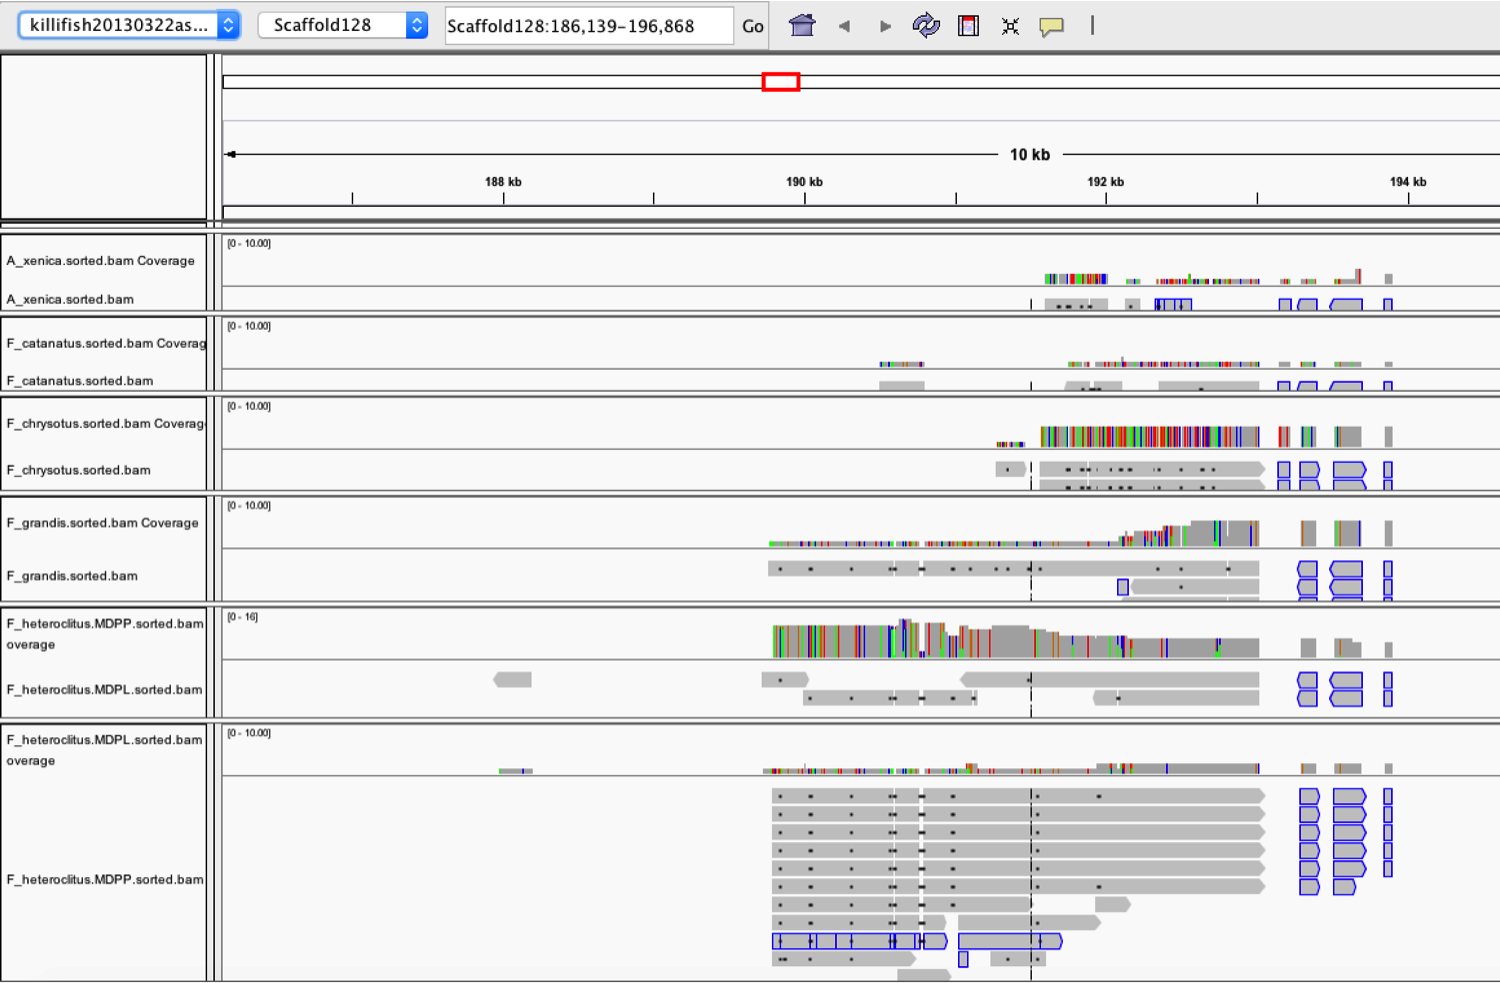 killifish20130322as... Scaffold128 Scaffold128:186,139-196,868 Go
10 kb
188 kb 190 kb 192 kb 194 kb
[0 - 10.00]
A_xenica.sorted.bam Coverage
A_xenica.sorted.bam
[0 - 10.00]
F_catanatus.sorted.bam Coverag
F_catanatus.sorted.bam
[0 - 10.00]
F_chrysotus.sorted.bam Coverag
F_chrysotus.sorted.bam
[0 - 10.00]
F_grandis.sorted.bam Coverage
F_grandis.sorted.bam
[0 - 16]
F_heteroclitus.MDPP.sorted.bam
overage
F_heteroclitus.MDPL.sorted.bam
[0 - 10.00]
F_heteroclitus.MDPL.sorted.bam
overage
F_heteroclitus.MDPP.sorted.bam